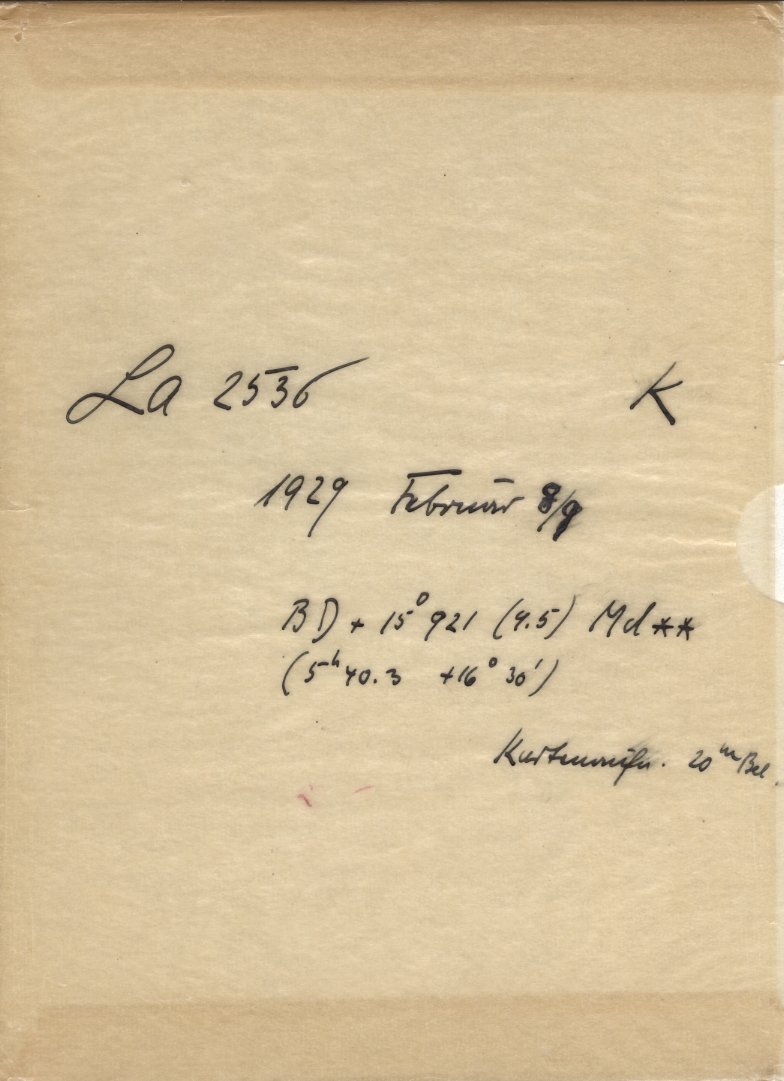 La 2536 K
1929 Februar 8/9
BD + 15° 921 (9.5) Md **
(5ʰ 40.3 +16° 30')
Kartenaufn. 20ᵐ Bel.